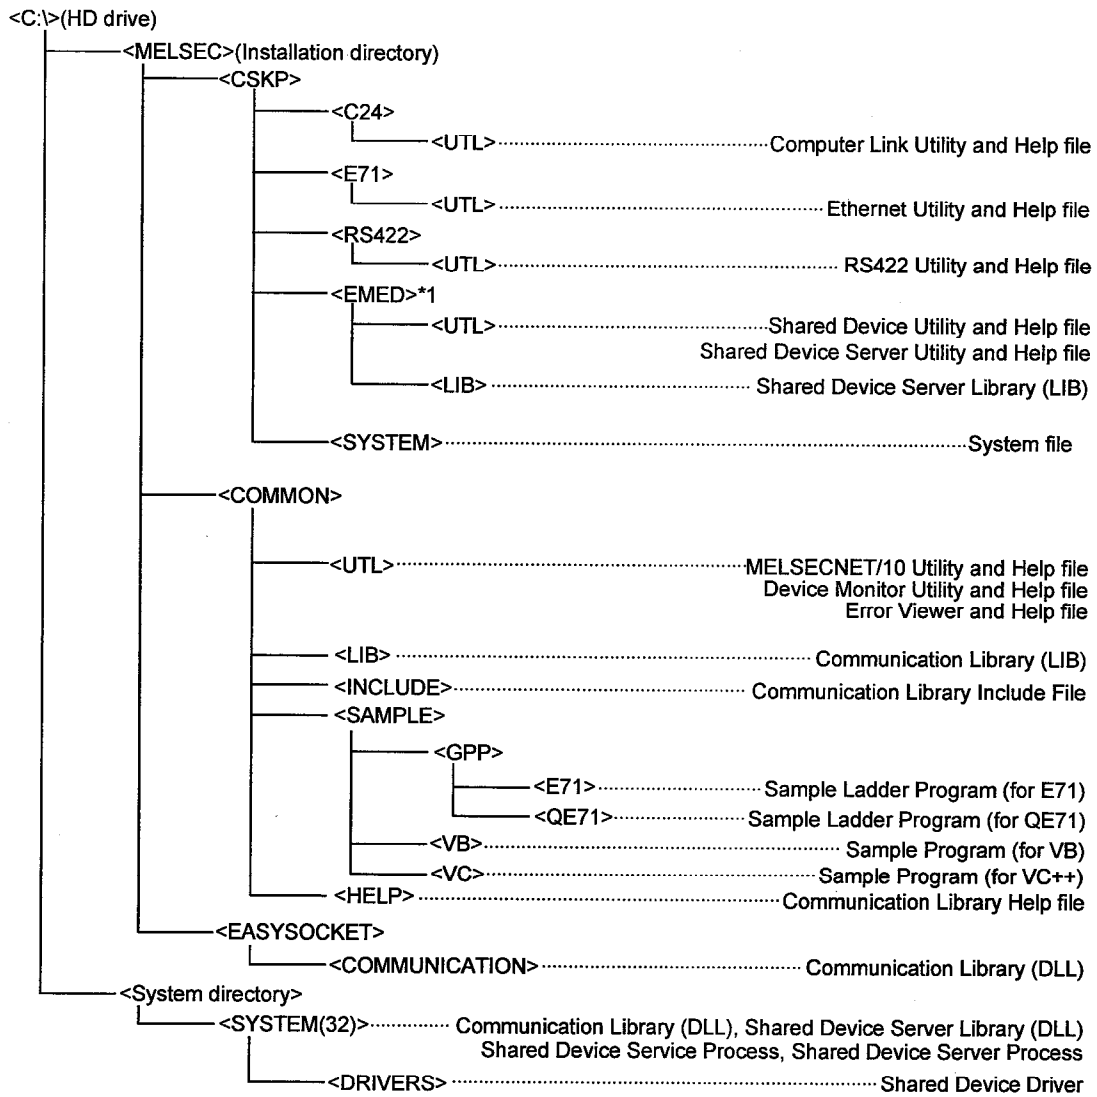 <C:\>(HD drive)
<MELSEC>(Installation directory)
<CSKP>
<C24>
<UTL> Computer Link Utility and Help file
<E71>
<UTL> Ethernet Utility and Help file
<RS422>
<UTL> RS422 Utility and Help file
<EMED>*1
<UTL> Shared Device Utility and Help file
Shared Device Server Utility and Help file
<LIB> Shared Device Server Library (LIB)
<SYSTEM> System file
<COMMON>
<UTL> MELSECNET/10 Utility and Help file
Device Monitor Utility and Help file
Error Viewer and Help file
<LIB> Communication Library (LIB)
<INCLUDE> Communication Library Include File
<SAMPLE>
<GPP>
<E71> Sample Ladder Program (for E71)
<QE71> Sample Ladder Program (for QE71)
<VB> Sample Program (for VB)
<VC> Sample Program (for VC++)
<HELP> Communication Library Help file
<EASYSOCKET>
<COMMUNICATION> Communication Library (DLL)
<System directory>
<SYSTEM(32)> Communication Library (DLL), Shared Device Server Library (DLL)
Shared Device Service Process, Shared Device Server Process
<DRIVERS> Shared Device Driver